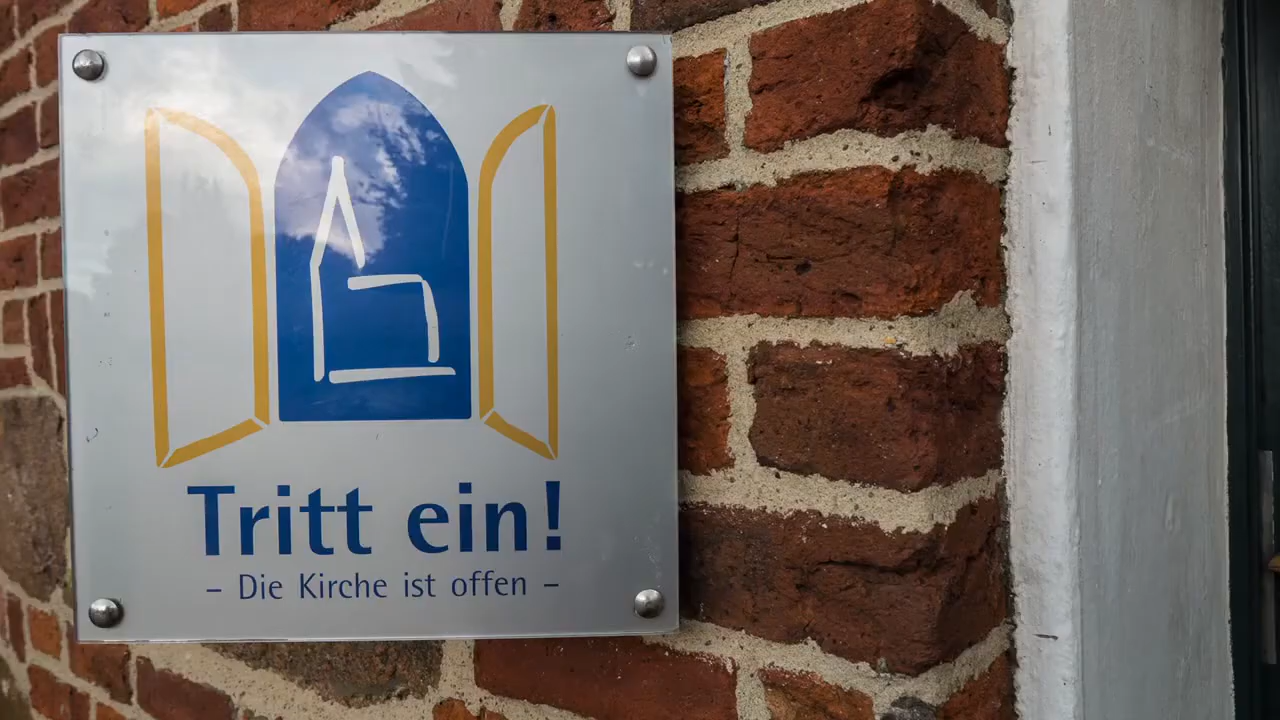 Tritt ein!
– Die Kirche ist offen –